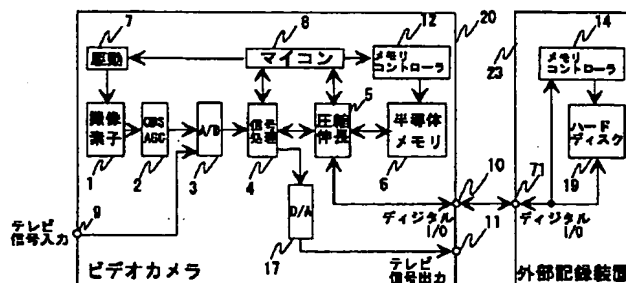 7
8
12
20
14
駆動
マイコン
メモリ
コントローラ
23
メモリ
コントローラ
5
撮像
素子
CDS
AGC
A/D
信号
処理
圧縮
伸長
半導体
メモリ
ハード
ディスク
1
2
3
4
6
10
71
19
9
D/A
ディジタル
I/O
11
ディジタル
I/O
テレビ
信号入力
17
ビデオカメラ
テレビ
信号出力
外部記録装置